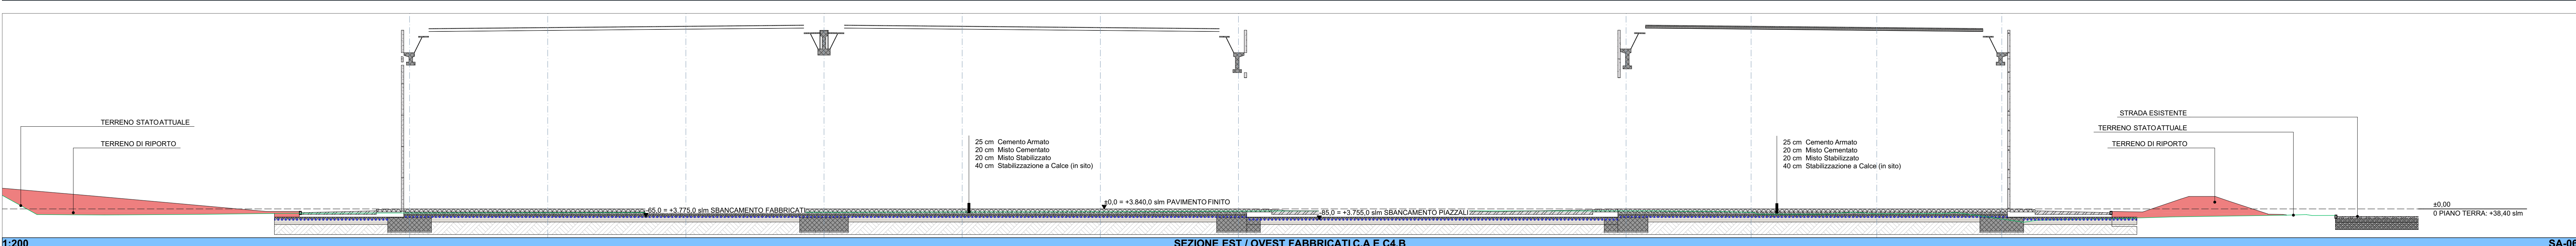 TERRENO STATO ATTUALE
TERRENO DI RIPORTO
25 cm Cemento Armato
20 cm Misto Cementato
20 cm Misto Stabilizzato
40 cm Stabilizzazione a Calce (in sito)
25 cm Cemento Armato
20 cm Misto Cementato
20 cm Misto Stabilizzato
40 cm Stabilizzazione a Calce (in sito)
STRADA ESISTENTE
TERRENO STATO ATTUALE
TERRENO DI RIPORTO
-65,0 = +3.775,0 slm SBANCAMENTO FABBRICATI
±0,0 = +3.840,0 slm PAVIMENTO FINITO
-85,0 = +3.755,0 slm SBANCAMENTO PIAZZALI
±0,00
0 PIANO TERRA: +38,40 slm
1:200
SEZIONE EST / OVEST FABBRICATI C.A E C4.B